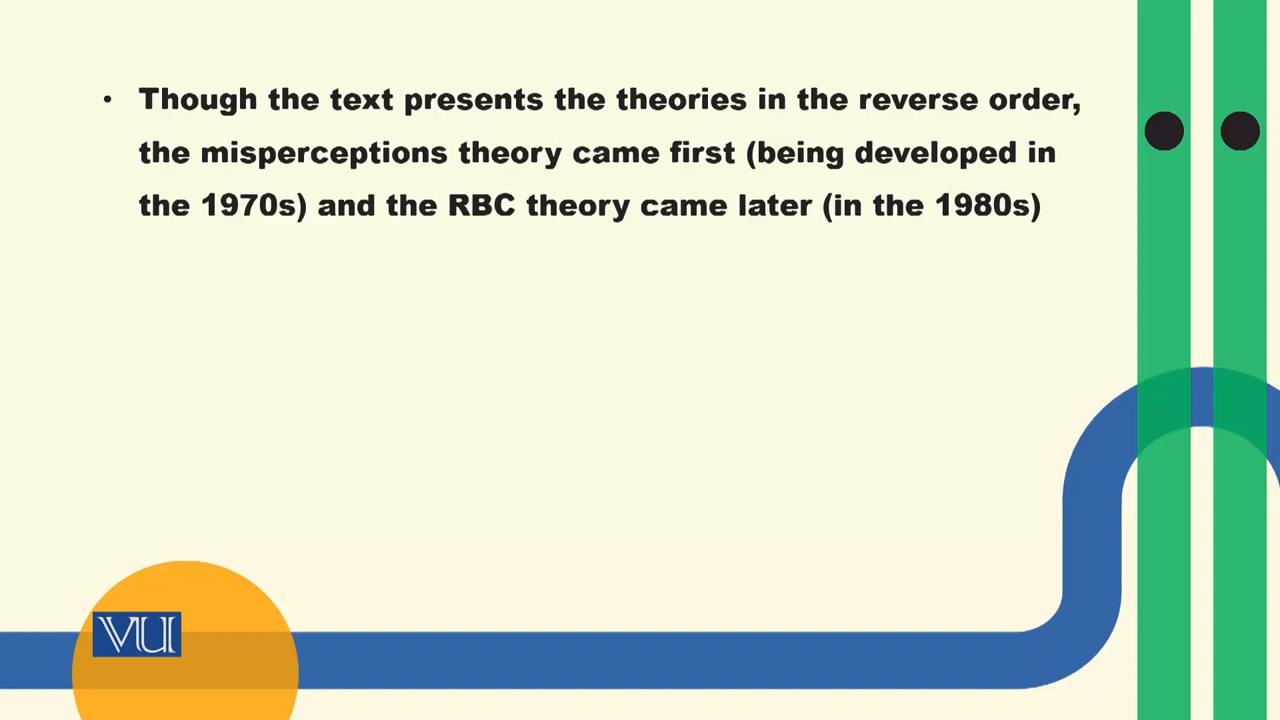 • Though the text presents the theories in the reverse order,
the misperceptions theory came first (being developed in
the 1970s) and the RBC theory came later (in the 1980s)
VU